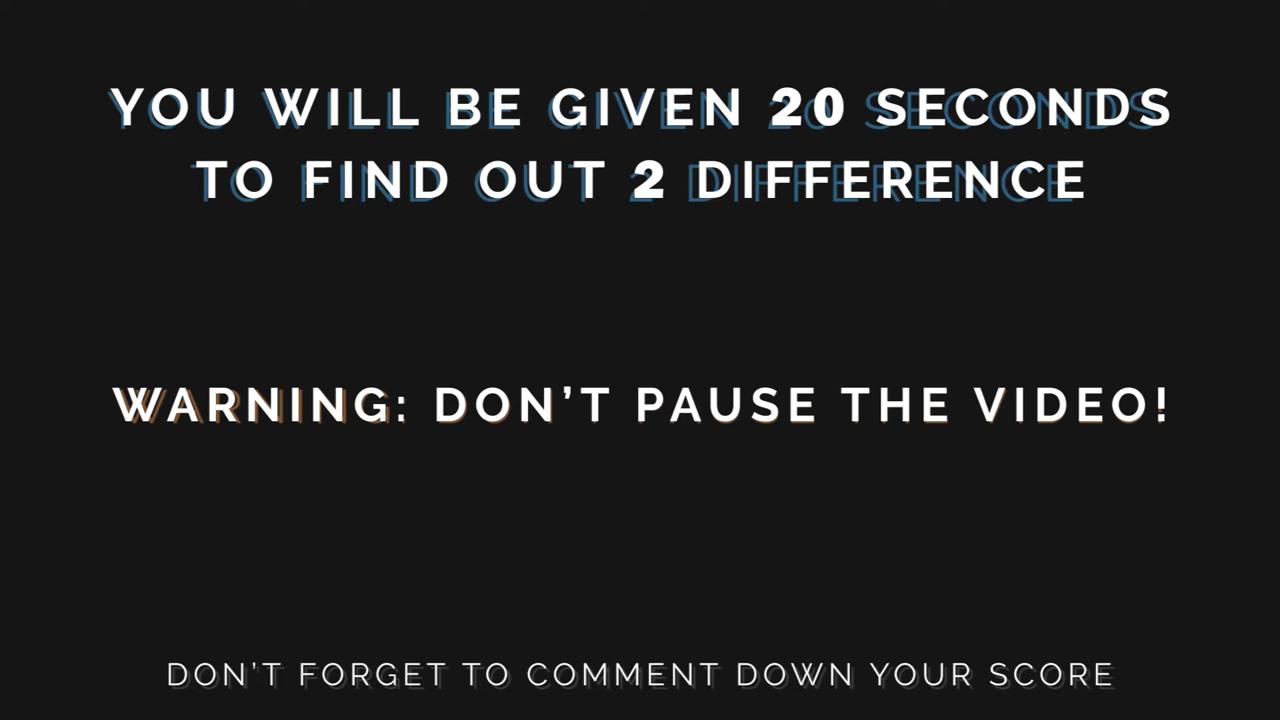 YOU WILL BE GIVEN 20 SECONDS
TO FIND OUT 2 DIFFERENCE
WARNING: DON’T PAUSE THE VIDEO!
DON’T FORGET TO COMMENT DOWN YOUR SCORE